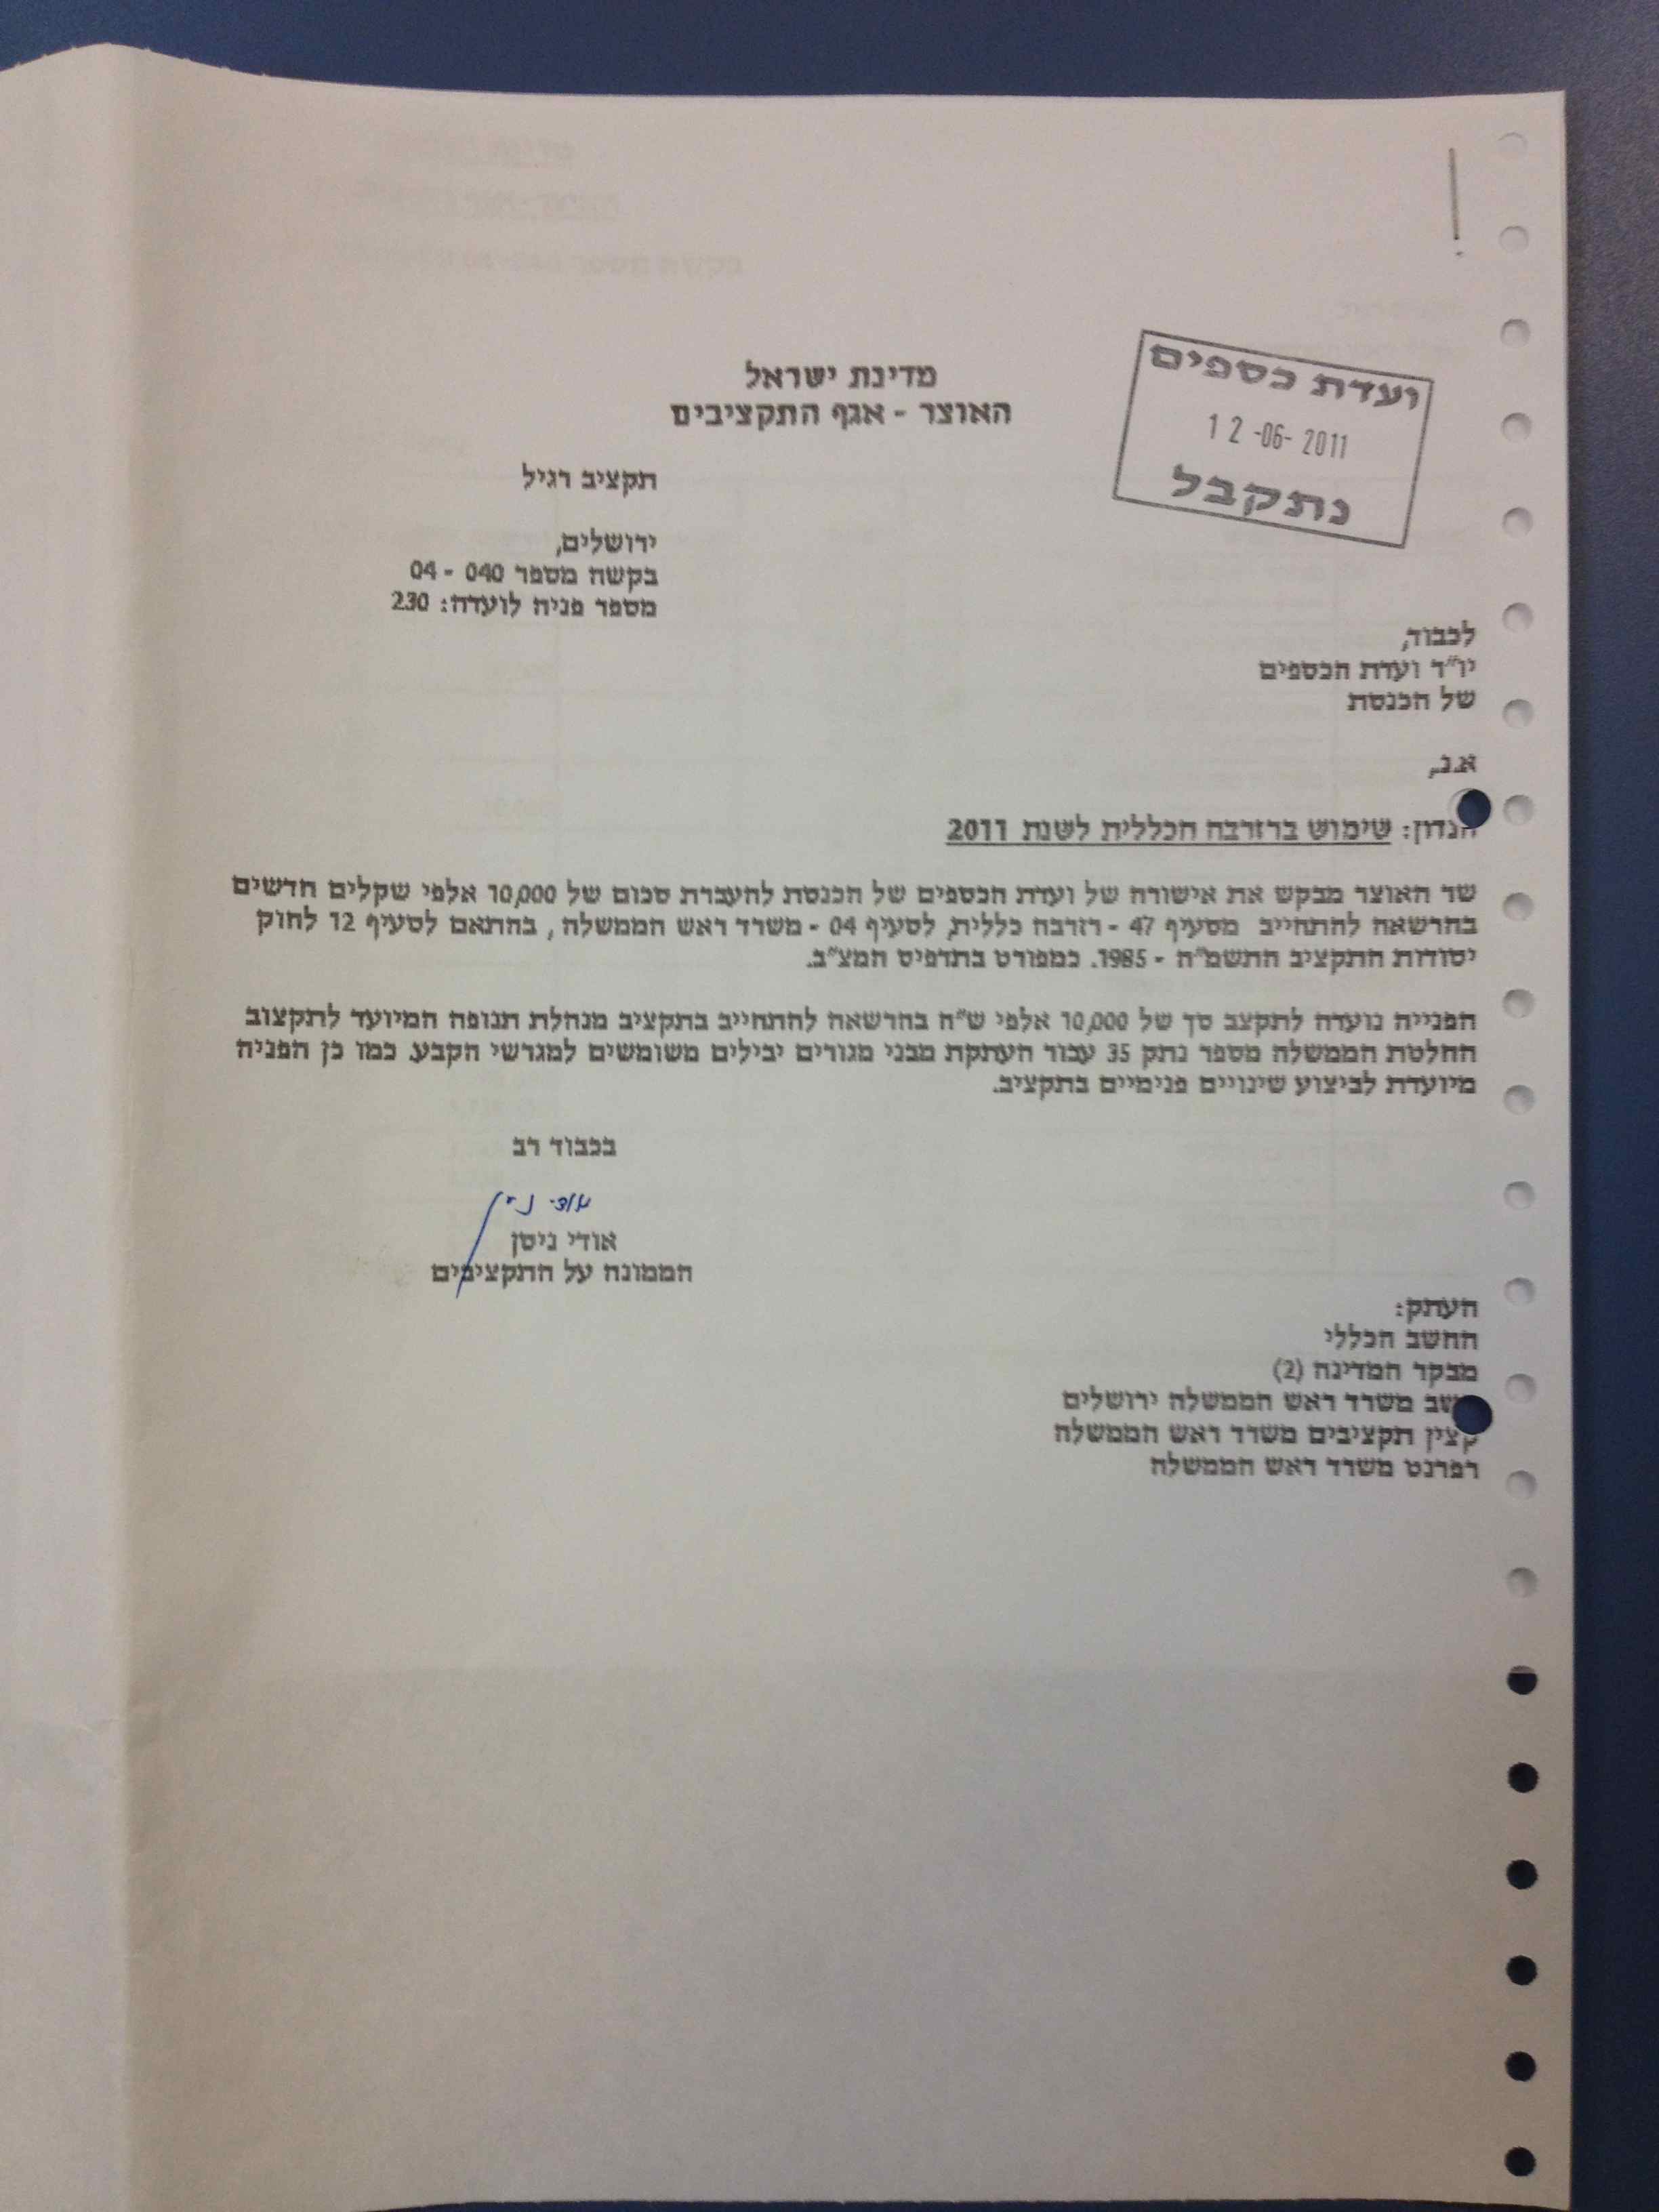 ועדת כספים
12-06-2011
נתקבל
מדינת ישראל
האוצר - אגף התקציבים
תקציב רגיל
ירושלים,
בקשה מספר 040 - 04
מספר פניה לועדה: 230
לכבוד,
יו"ד ועדת הכספים
של הכנסת
א.נ,
הנדון: שימוש ברזרבה הכללית לשנת 2011
שר האוצר מבקש את אישורה של ועדת הכספים של הכנסת להעברת סכום של 10,000 אלפי שקלים חדשים
בהרשאה להתחייב מסעיף 47 - רזרבה כללית, לסעיף 04 - משרד ראש הממשלה , בהתאם לסעיף 12 לחוק
יסודות התקציב התשמ"ה - 1985. כמפורט בתדפיס המצ"ב.
הפנייה נועדה לתקצב סך של 10,000 אלפי ש"ח בהרשאה להתחייב בתקציב מנהלת תנופה המיועד לתקצוב
החלטת הממשלה מספר נתק 35 עבור העתקת מבני מגורים יבילים משומשים למגרשי הקבע. כמו כן הפניה
מיועדת לביצוע שינויים פנימיים בתקציב.
בכבוד רב
אודי ניסן
הממונה על התקציבים
העתק:
החשב הכללי
מבקר המדינה (2)
חשב משרד ראש הממשלה ירושלים
קצין תקציבים משרד ראש הממשלה
רפרנט משרד ראש הממשלה